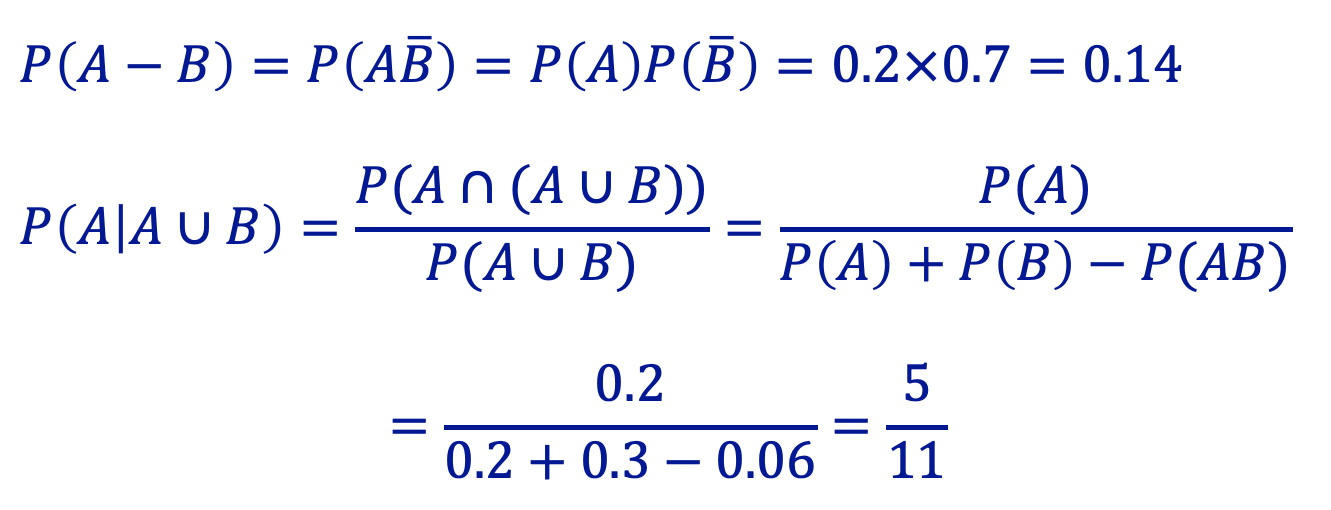 P(A − B) = P(AB̅) = P(A)P(B̅) = 0.2×0.7 = 0.14
P(A|A ∪ B) = P(A ∩ (A ∪ B)) / P(A ∪ B) = P(A) / P(A) + P(B) − P(AB)
= 0.2 / 0.2 + 0.3 − 0.06 = 5 / 11